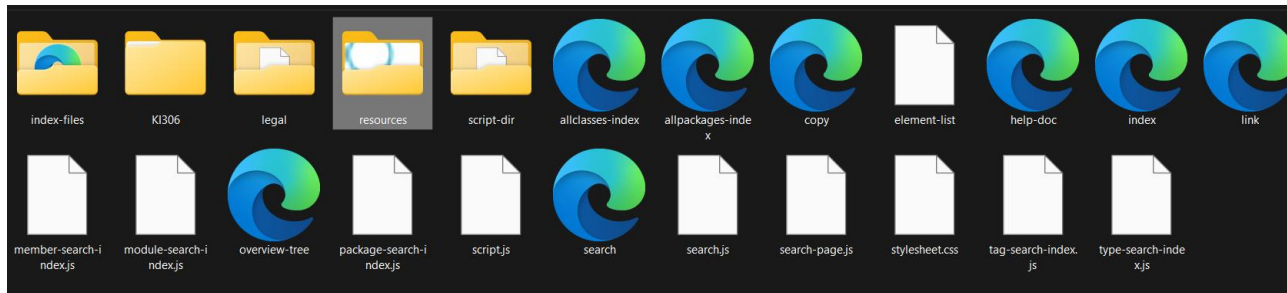 index-files
KI306
legal
resources
script-dir
allclasses-index
allpackages-inde
x
copy
element-list
help-doc
index
link
member-search-i
ndex.js
module-search-i
ndex.js
overview-tree
package-search-i
ndex.js
script.js
search
search.js
search-page.js
stylesheet.css
tag-search-index.
js
type-search-inde
x.js